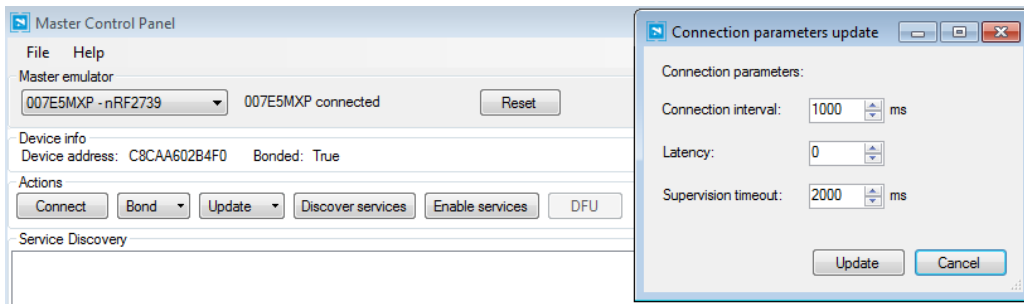 Master Control Panel
File Help
Master emulator
007E5MXP - nRF2739 007E5MXP connected Reset
Device info
Device address: C8CAA602B4F0 Bonded: True
Actions
Connect Bond Update Discover services Enable services DFU
Service Discovery
Connection parameters update
Connection parameters:
Connection interval: 1000 ms
Latency: 0
Supervision timeout: 2000 ms
Update Cancel